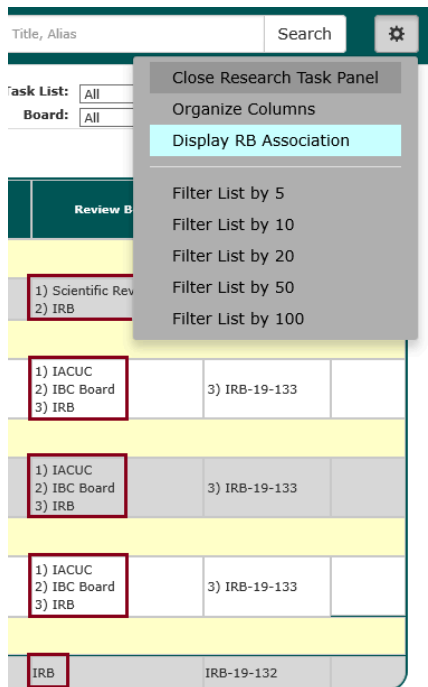 Title, Alias
Search
Close Research Task Panel
Task List:
All
Organize Columns
Board:
All
Display RB Association
Filter List by 5
Review B
Filter List by 10
Filter List by 20
1) Scientific Rev
Filter List by 50
2) IRB
Filter List by 100
1) IACUC
2) IBC Board
3) IRB-19-133
3) IRB
1) IACUC
2) IBC Board
3) IRB-19-133
3) IRB
1) IACUC
2) IBC Board
3) IRB-19-133
3) IRB
IRB
IRB-19-132